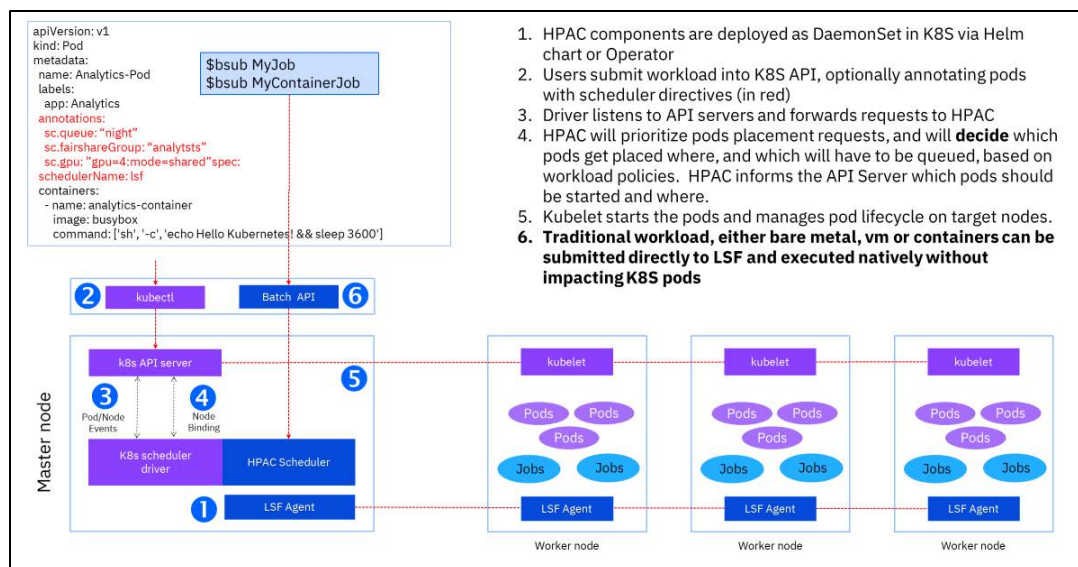 apiVersion: v1
kind: Pod
metadata:
name: Analytics-Pod
labels:
app: Analytics
annotations:
sc.queue: “night”
sc.fairshareGroup: “analytsts”
sc.gpu: “gpu=4:mode=shared”spec:
schedulerName: lsf
containers:
- name: analytics-container
image: busybox
command: ['sh', '-c', 'echo Hello Kubernetes! && sleep 3600']
$bsub MyJob
$bsub MyContainerJob
1. HPAC components are deployed as DaemonSet in K8S via Helm
chart or Operator
2. Users submit workload into K8S API, optionally annotating pods
with scheduler directives (in red)
3. Driver listens to API servers and forwards requests to HPAC
4. HPAC will prioritize pods placement requests, and will decide which
pods get placed where, and which will have to be queued, based on
workload policies. HPAC informs the API Server which pods should
be started and where.
5. Kubelet starts the pods and manages pod lifecycle on target nodes.
6. Traditional workload, either bare metal, vm or containers can be
submitted directly to LSF and executed natively without
impacting K8S pods
2
kubectl
Batch API
6
Master node
k8s API server
5
3
Pod/Node
Events
4
Node
Binding
K8s scheduler
driver
HPAC Scheduler
1
LSF Agent
kubelet
Pods
Pods
Pods
Jobs
Jobs
LSF Agent
Worker node
kubelet
Pods
Pods
Pods
Jobs
Jobs
LSF Agent
Worker node
kubelet
Pods
Pods
Pods
Jobs
Jobs
LSF Agent
Worker node